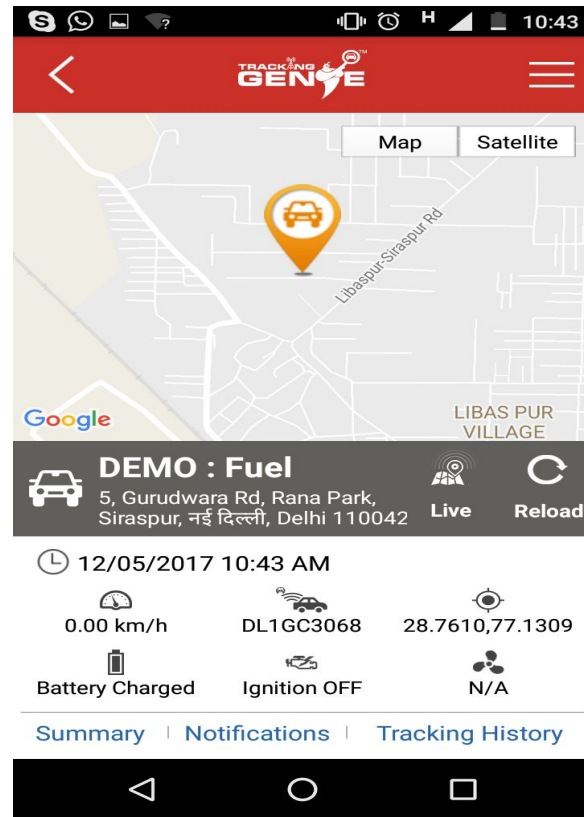 H 10:43
TRACKING
GENIE™
Map Satellite
Libaspur-Siraspur Rd
Google
LIBAS PUR
VILLAGE
DEMO : Fuel
5, Gurudwara Rd, Rana Park,
Siraspur, नई दिल्ली, Delhi 110042
Live Reload
12/05/2017 10:43 AM
0.00 km/h DL1GC3068 28.7610,77.1309
Battery Charged Ignition OFF N/A
Summary Notifications Tracking History